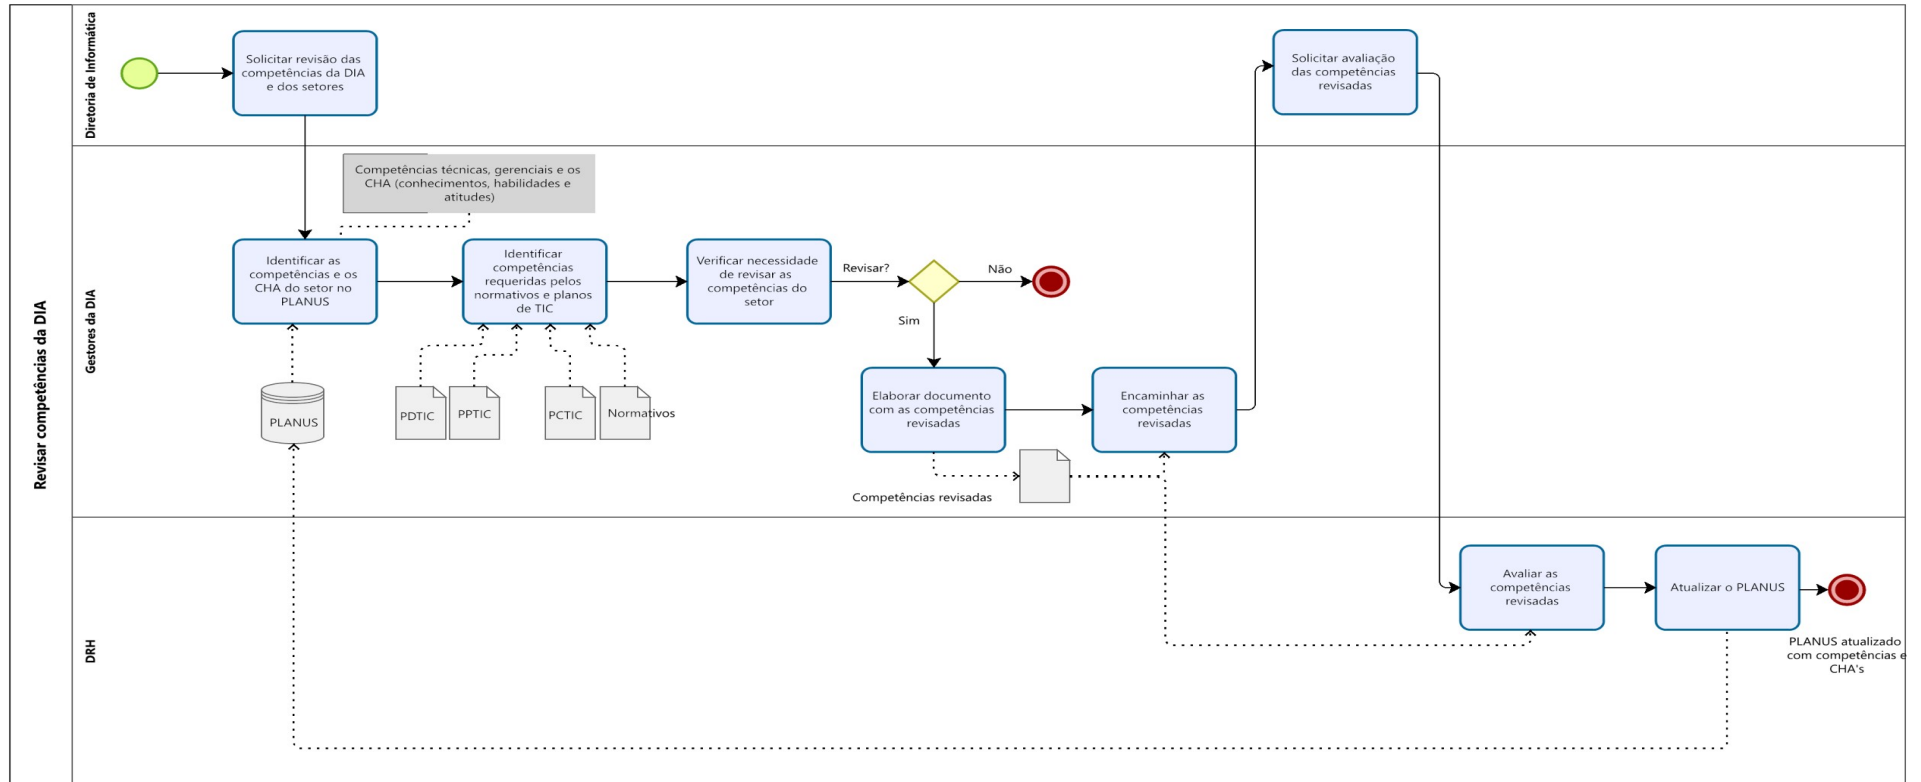 Revisar competências da DIA
Diretoria de Informática
Solicitar revisão das
competências da DIA
e dos setores
Solicitar avaliação
das competências
revisadas
Gestores da DIA
Competências técnicas, gerenciais e os
CHA (conhecimentos, habilidades e
atitudes)
Identificar as
competências e os
CHA do setor no
PLANUS
Identificar
competências
requeridas pelos
normativos e planos
de TIC
Verificar necessidade
de revisar as
competências do
setor
Revisar?
Não
Sim
PLANUS
PDTIC
PPTIC
PCTIC
Normativos
Elaborar documento
com as competências
revisadas
Encaminhar as
competências
revisadas
Competências revisadas
DRH
Avaliar as
competências
revisadas
Atualizar o PLANUS
PLANUS atualizado
com competências e
CHA's